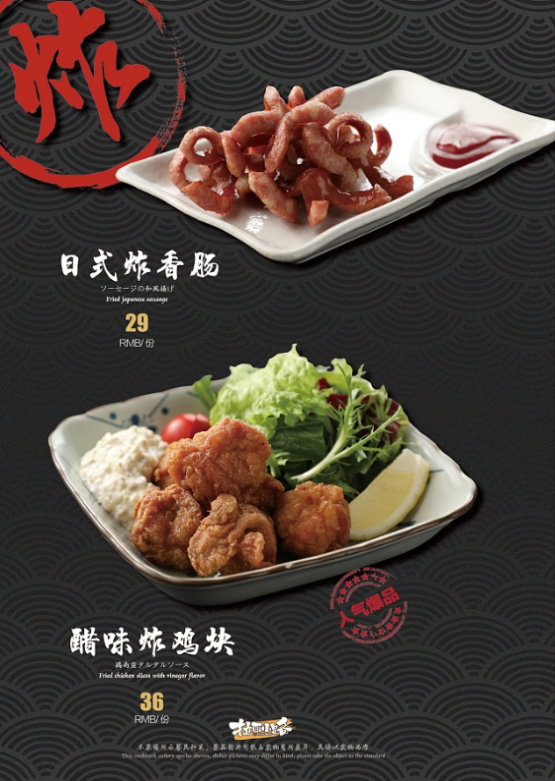 炸
日式炸香肠
ソーセージの和風揚げ
Fried japanese sausage
29
RMB/份
人气爆品
醋味炸鸡块
鶏南蛮タルタルソース
Fried chicken slices with vinegar flavor
36
RMB/份